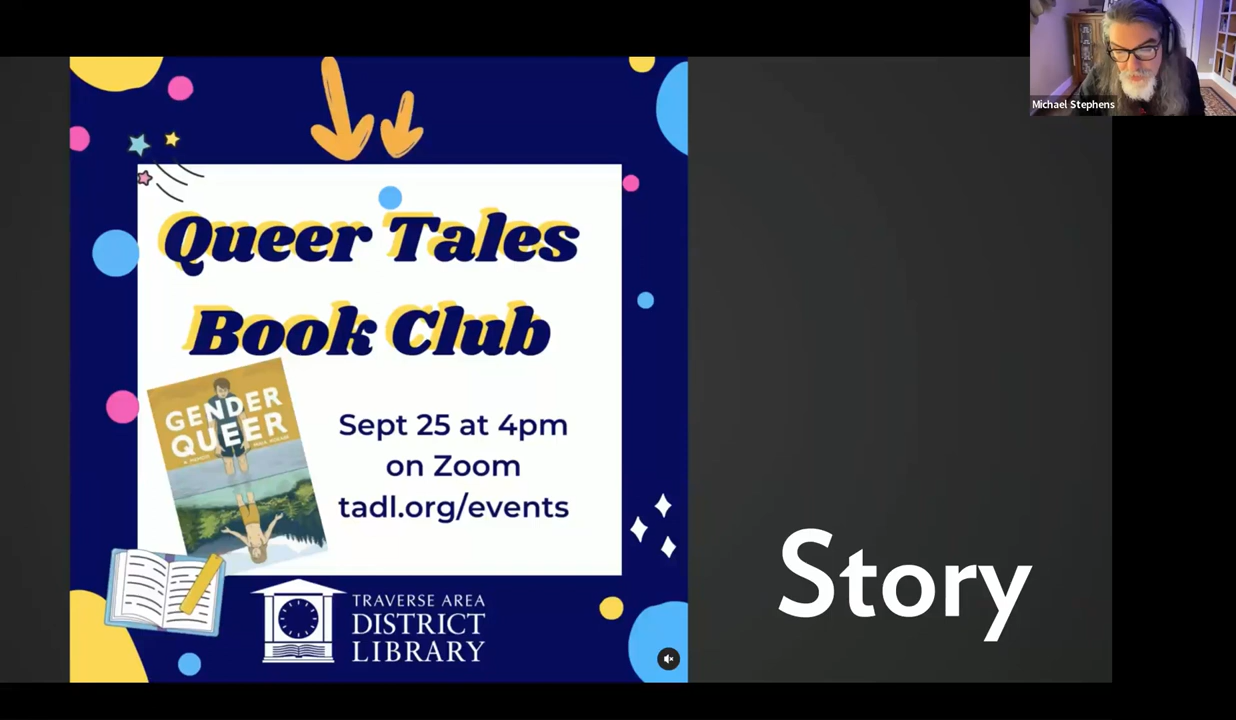 Michael Stephens
Queer Tales
Book Club
GENDER
QUEER
Sept 25 at 4pm
on Zoom
tadl.org/events
TRAVERSE AREA
DISTRICT
LIBRARY
Story